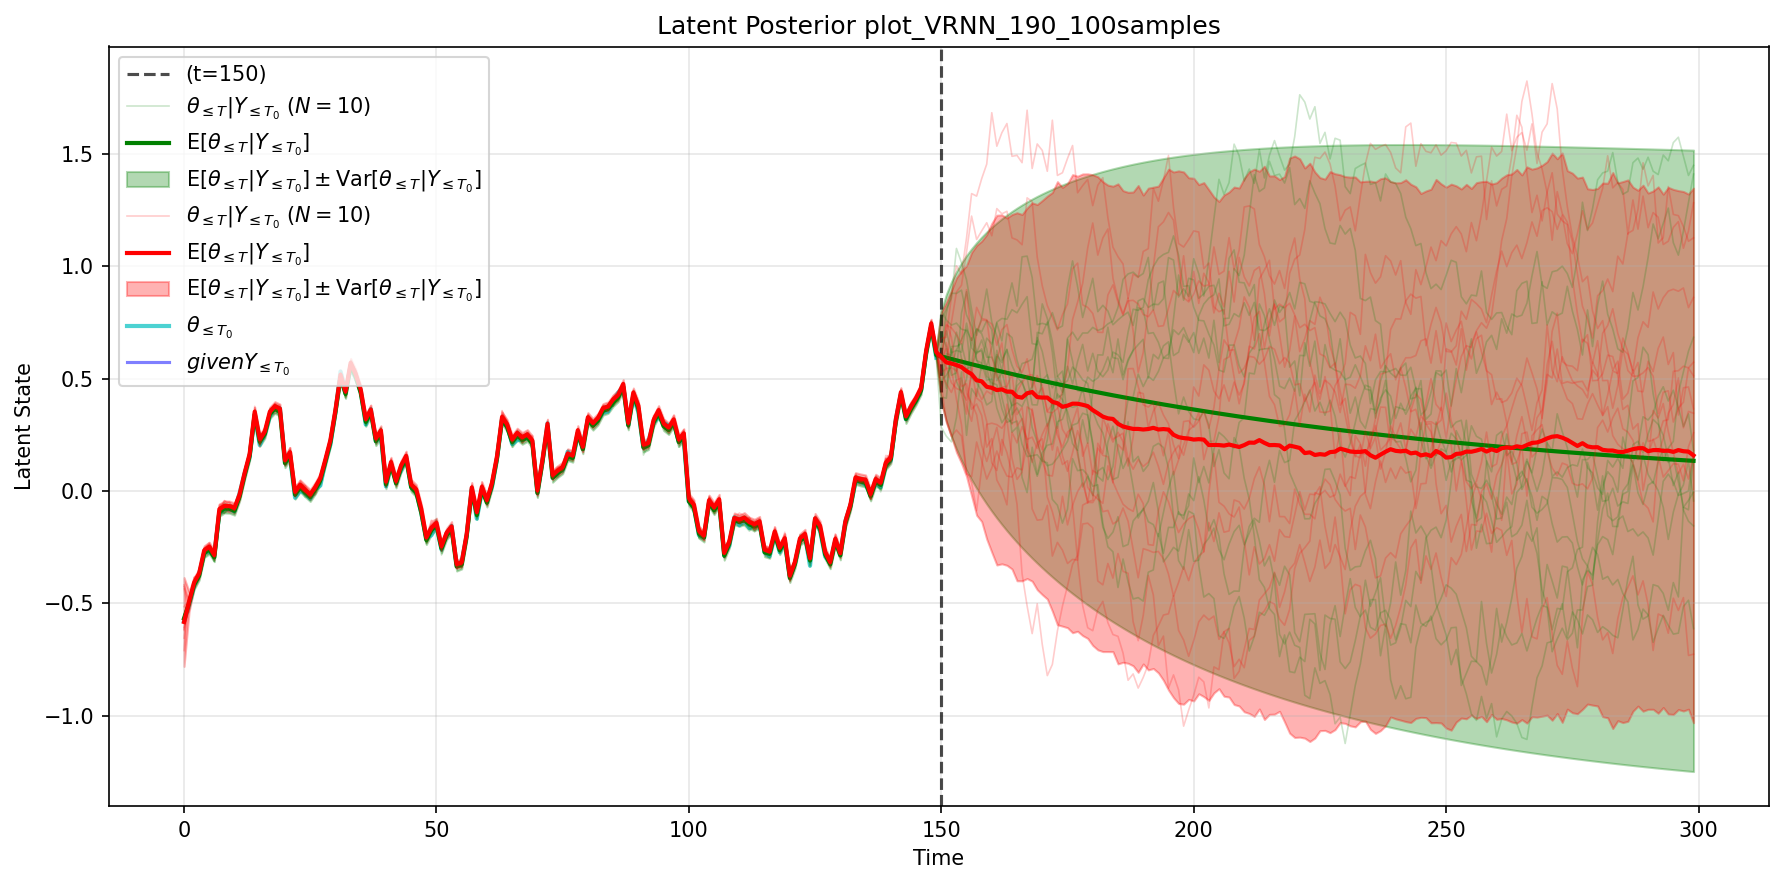 Latent Posterior plot_VRNN_190_100samples
(t=150)
θ≤T|Y≤T₀ (N = 10)
E[θ≤T|Y≤T₀]
E[θ≤T|Y≤T₀] ± Var[θ≤T|Y≤T₀]
θ≤T|Y≤T₀ (N = 10)
E[θ≤T|Y≤T₀]
E[θ≤T|Y≤T₀] ± Var[θ≤T|Y≤T₀]
θ≤T₀
givenY≤T₀
Latent State
1.5
1.0
0.5
0.0
−0.5
−1.0
0 50 100 150 200 250 300
Time